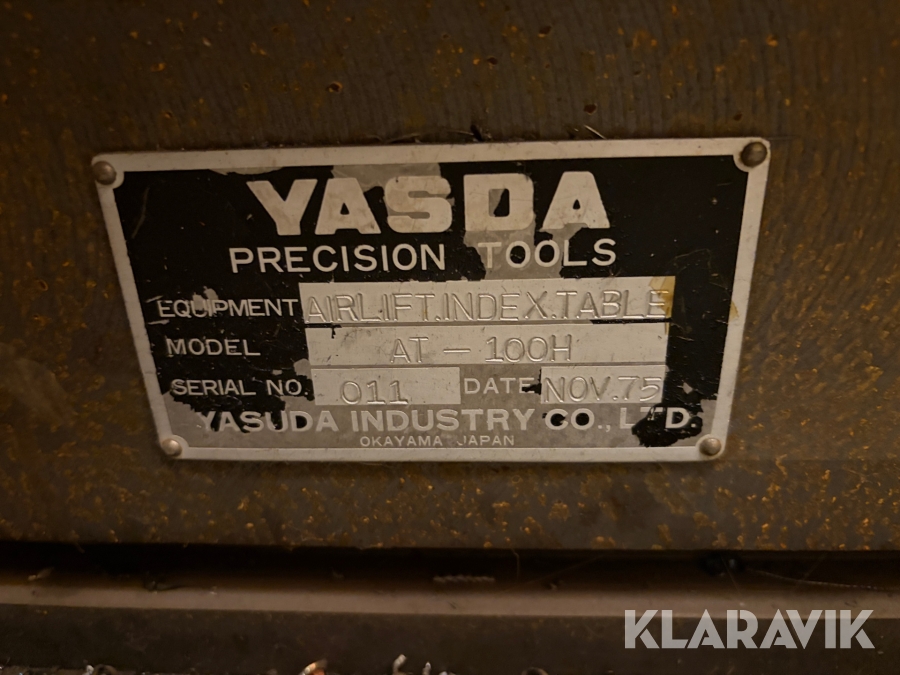 YASDA
PRECISION TOOLS
EQUIPMENT AIRLIFT.INDEX.TABLE
MODEL AT-100H
SERIAL NO. 011 DATE NOV.75
YASUDA INDUSTRY CO., LTD.
OKAYAMA JAPAN
KLARAVIK